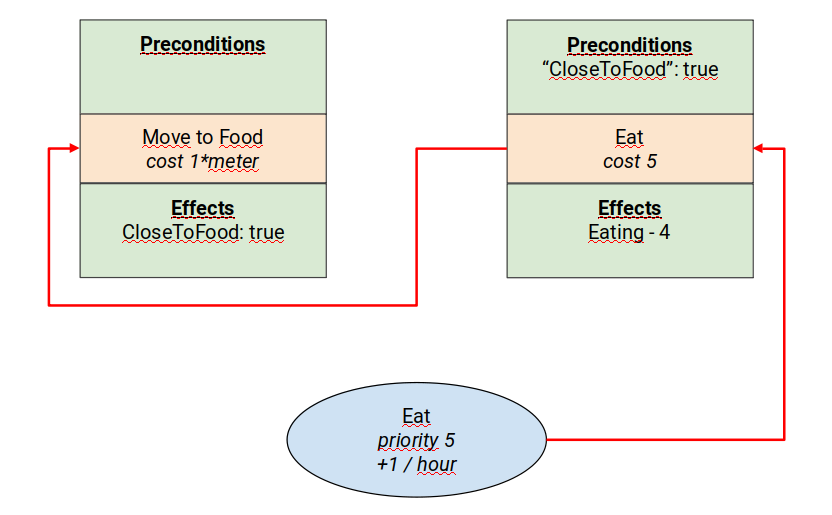 Preconditions
Move to Food
cost 1*meter
Effects
CloseToFood: true
Preconditions
“CloseToFood”: true
Eat
cost 5
Effects
Eating - 4
Eat
priority 5
+1 / hour